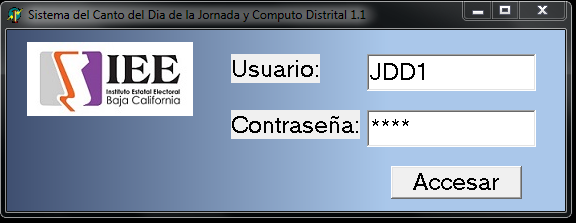 Sistema del Canto del Dia de la Jornada y Computo Distrital 1.1
IEE
Instituto Estatal Electoral
Baja California
Usuario:
JDD1
Contraseña:
****
Accesar